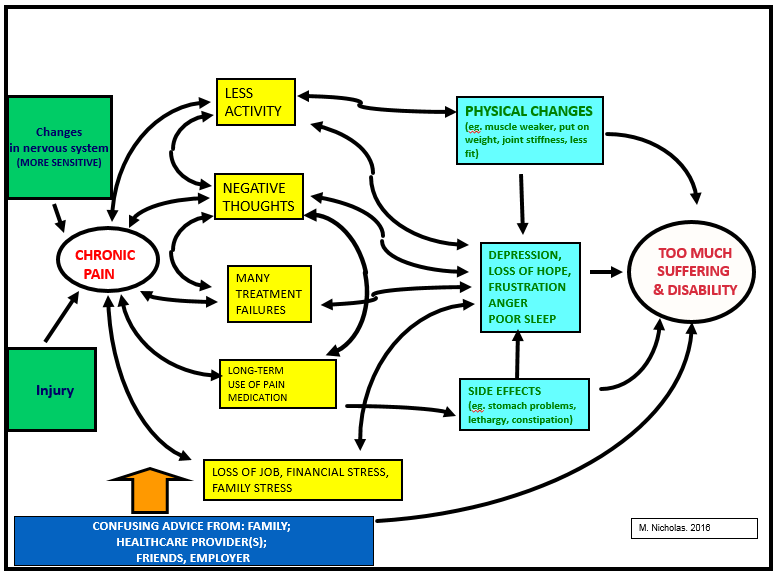 LESS
ACTIVITY
PHYSICAL CHANGES
(eg. muscle weaker, put on
weight, joint stiffness, less
fit)
Changes
in nervous system
(MORE SENSITIVE)
NEGATIVE
THOUGHTS
CHRONIC
PAIN
DEPRESSION,
LOSS OF HOPE,
FRUSTRATION
ANGER
POOR SLEEP
TOO MUCH
SUFFERING
& DISABILITY
MANY
TREATMENT
FAILURES
Injury
LONG-TERM
USE OF PAIN
MEDICATION
SIDE EFFECTS
(eg. stomach problems,
lethargy, constipation)
LOSS OF JOB, FINANCIAL STRESS,
FAMILY STRESS
CONFUSING ADVICE FROM: FAMILY;
HEALTHCARE PROVIDER(S);
FRIENDS, EMPLOYER
M. Nicholas. 2016